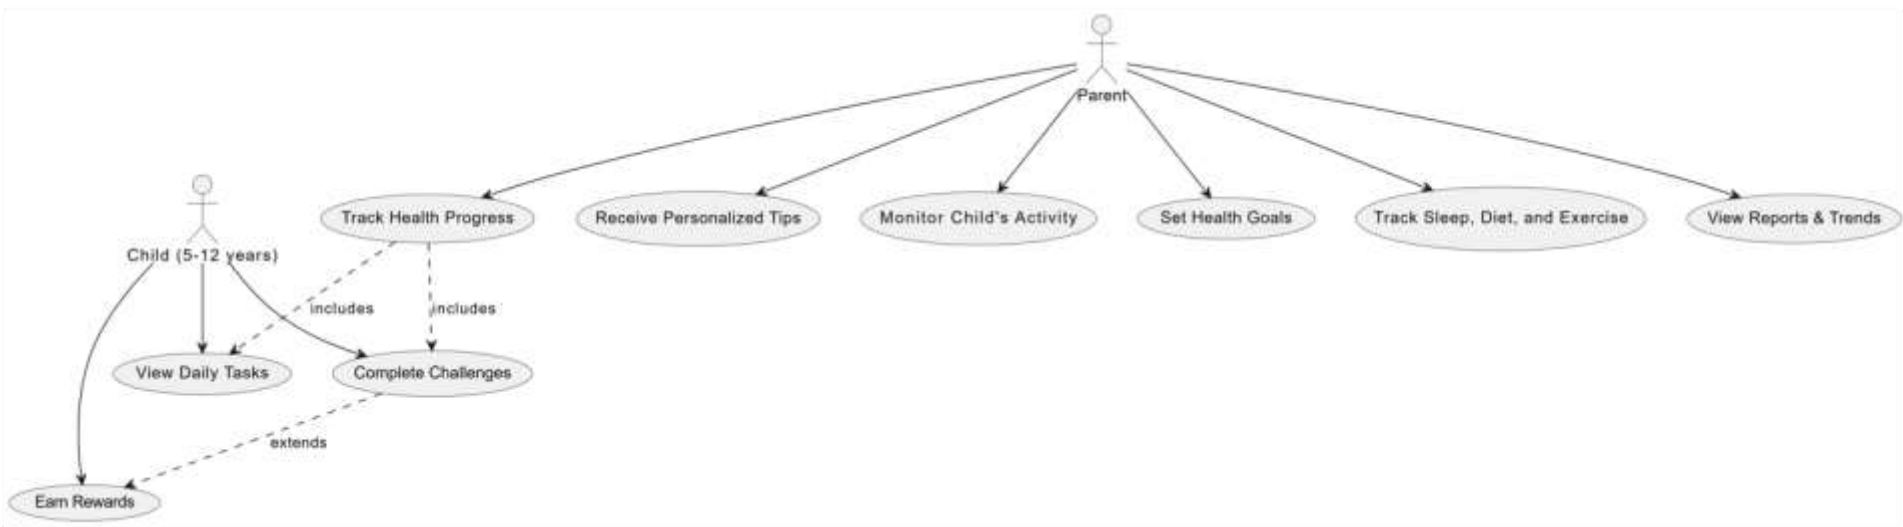 Parent
Track Health Progress
Receive Personalized Tips
Monitor Child's Activity
Set Health Goals
Track Sleep, Diet, and Exercise
View Reports & Trends
Child (5-12 years)
includes
includes
View Daily Tasks
Complete Challenges
extends
Earn Rewards